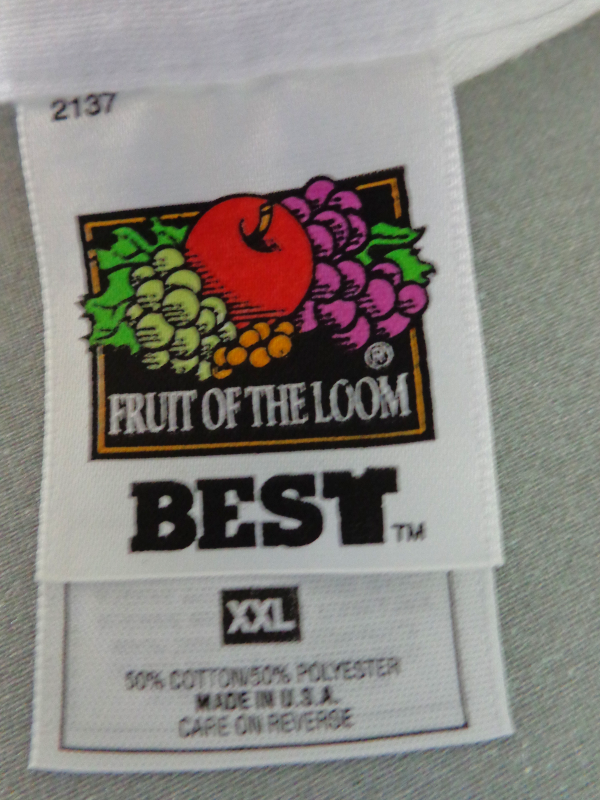 2137
®
FRUIT OF THE LOOM
BEST™
XXL
50% COTTON/50% POLYESTER
MADE IN U.S.A.
CARE ON REVERSE